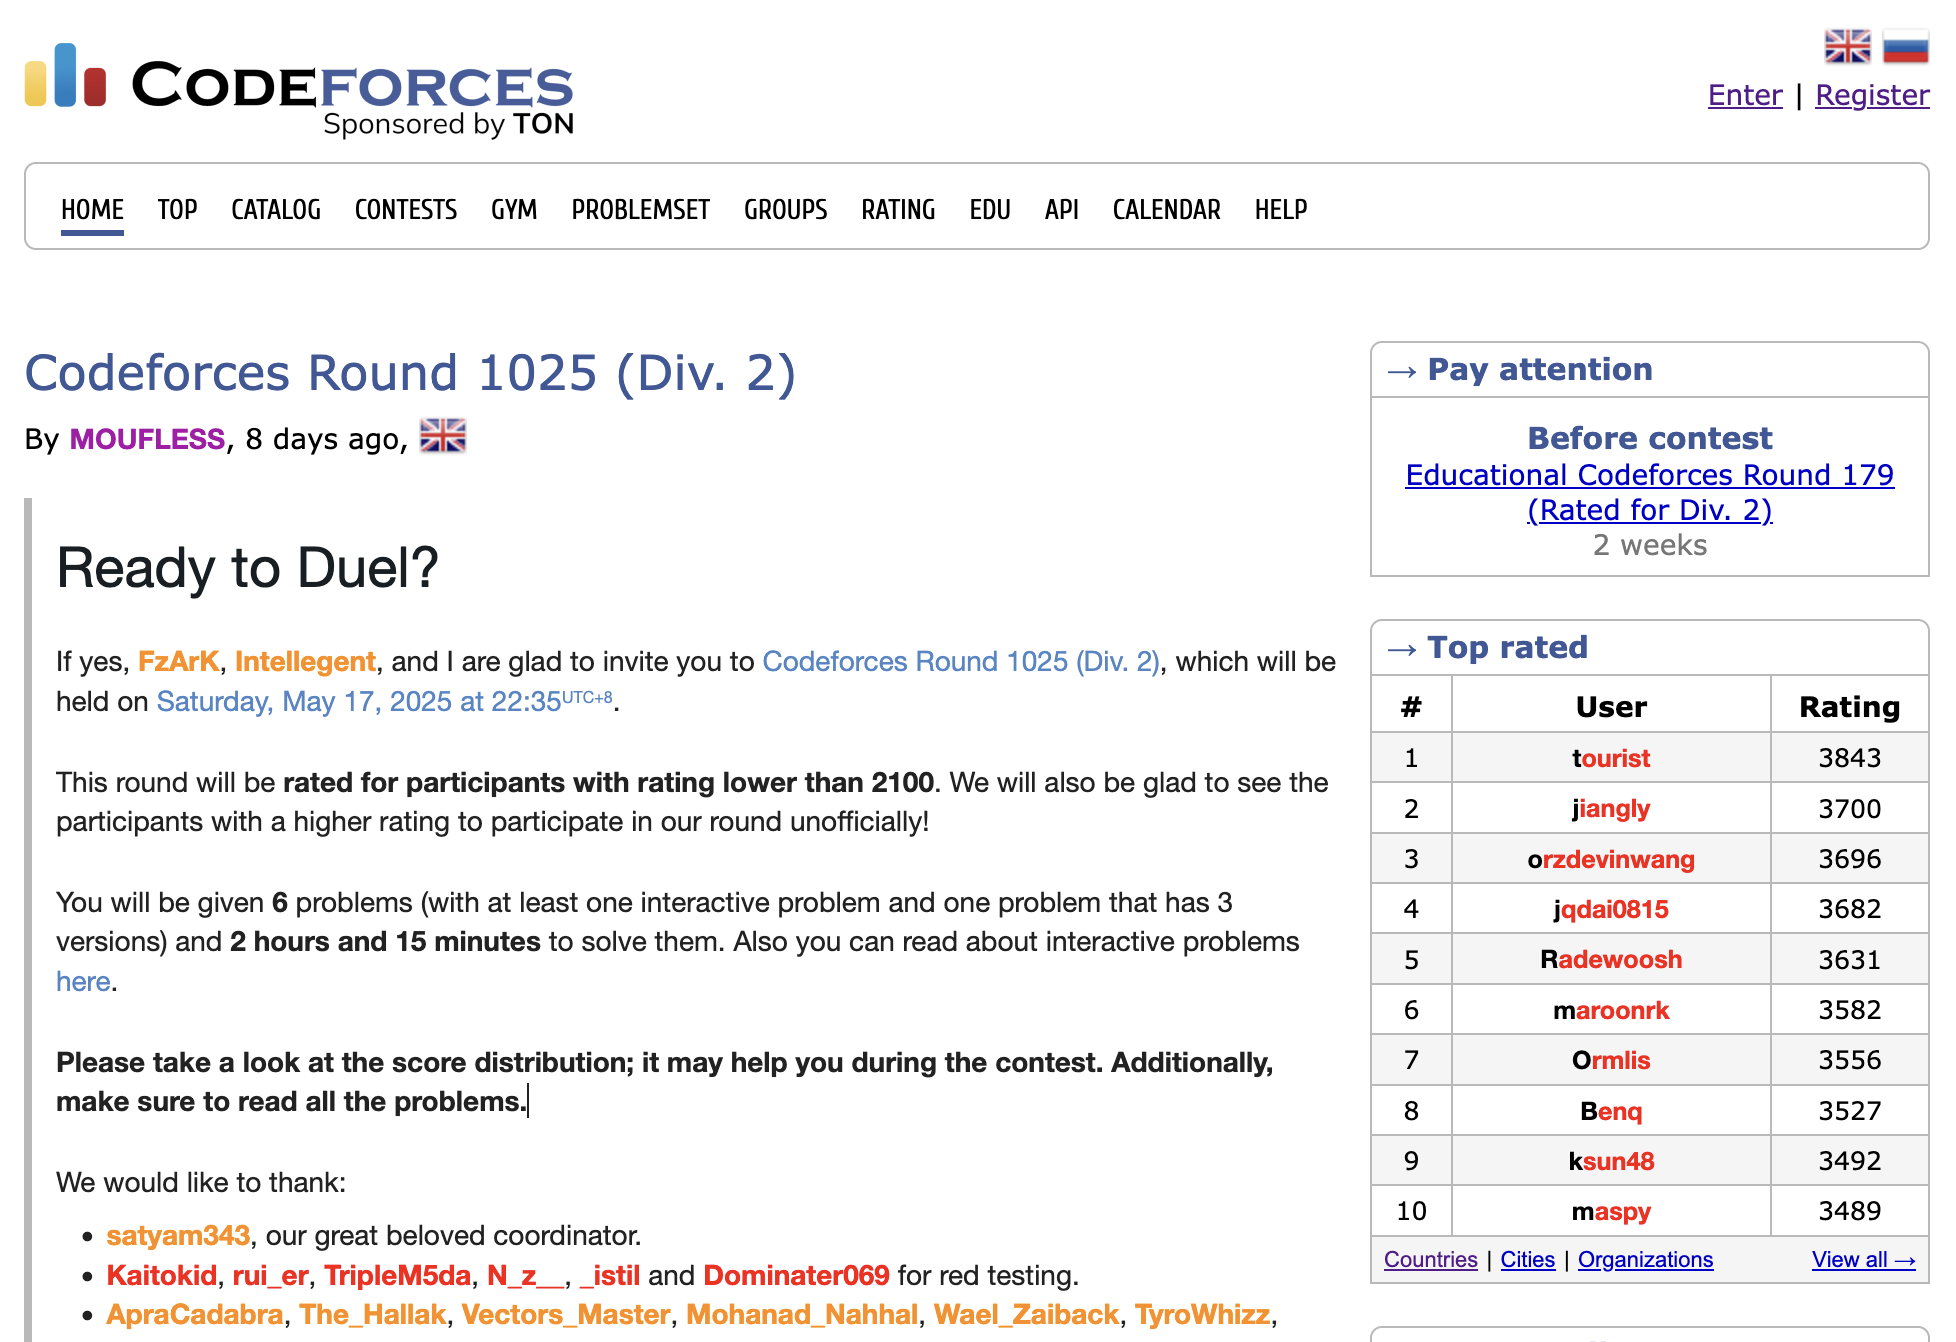 CODEFORCES
Sponsored by TON
Enter | Register
HOME TOP CATALOG CONTESTS GYM PROBLEMSET GROUPS RATING EDU API CALENDAR HELP
Codeforces Round 1025 (Div. 2)
By MOUFLESS, 8 days ago,
Ready to Duel?
If yes, FzArK, Intellegent, and I are glad to invite you to Codeforces Round 1025 (Div. 2), which will be
held on Saturday, May 17, 2025 at 22:35UTC+8.
This round will be rated for participants with rating lower than 2100. We will also be glad to see the
participants with a higher rating to participate in our round unofficially!
You will be given 6 problems (with at least one interactive problem and one problem that has 3
versions) and 2 hours and 15 minutes to solve them. Also you can read about interactive problems
here.
Please take a look at the score distribution; it may help you during the contest. Additionally,
make sure to read all the problems.
We would like to thank:
• satyam343, our great beloved coordinator.
• Kaitokid, rui_er, TripleM5da, N_z__, _istil and Dominater069 for red testing.
• ApraCadabra, The_Hallak, Vectors_Master, Mohanad_Nahhal, Wael_Zaiback, TyroWhizz,
→ Pay attention
Before contest
Educational Codeforces Round 179
(Rated for Div. 2)
2 weeks
→ Top rated
# User Rating
1 tourist 3843
2 jiangly 3700
3 orzdevinwang 3696
4 jqdai0815 3682
5 Radewoosh 3631
6 maroonrk 3582
7 Ormlis 3556
8 Benq 3527
9 ksun48 3492
10 maspy 3489
Countries | Cities | Organizations View all →